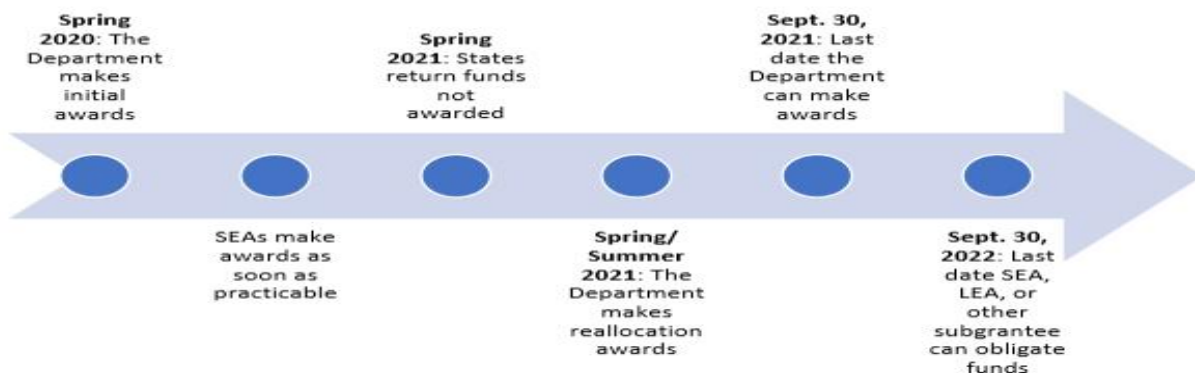 Spring
2020: The
Department
makes
initial
awards
SEAs make
awards as
soon as
practicable
Spring
2021: States
return funds
not
awarded
Spring/
Summer
2021: The
Department
makes
reallocation
awards
Sept. 30,
2021: Last
date the
Department
can make
awards
Sept. 30,
2022: Last
date SEA,
LEA, or
other
subgrantee
can obligate
funds